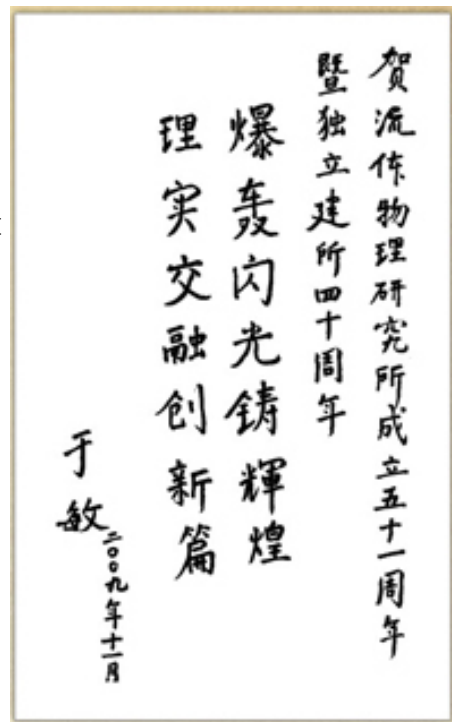 賀流体物理研究所成立五十一周年
暨独立建所四十周年
爆轰闪光铸輝煌
理实交融创新篇
于敏
二〇〇九年十一月